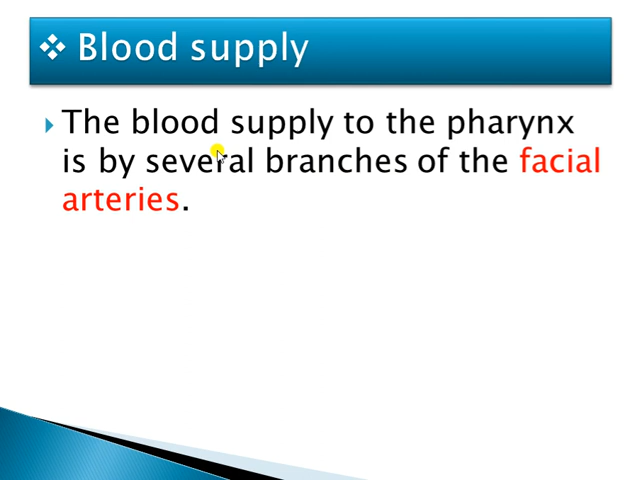 Blood supply
The blood supply to the pharynx
is by several branches of the facial
arteries.